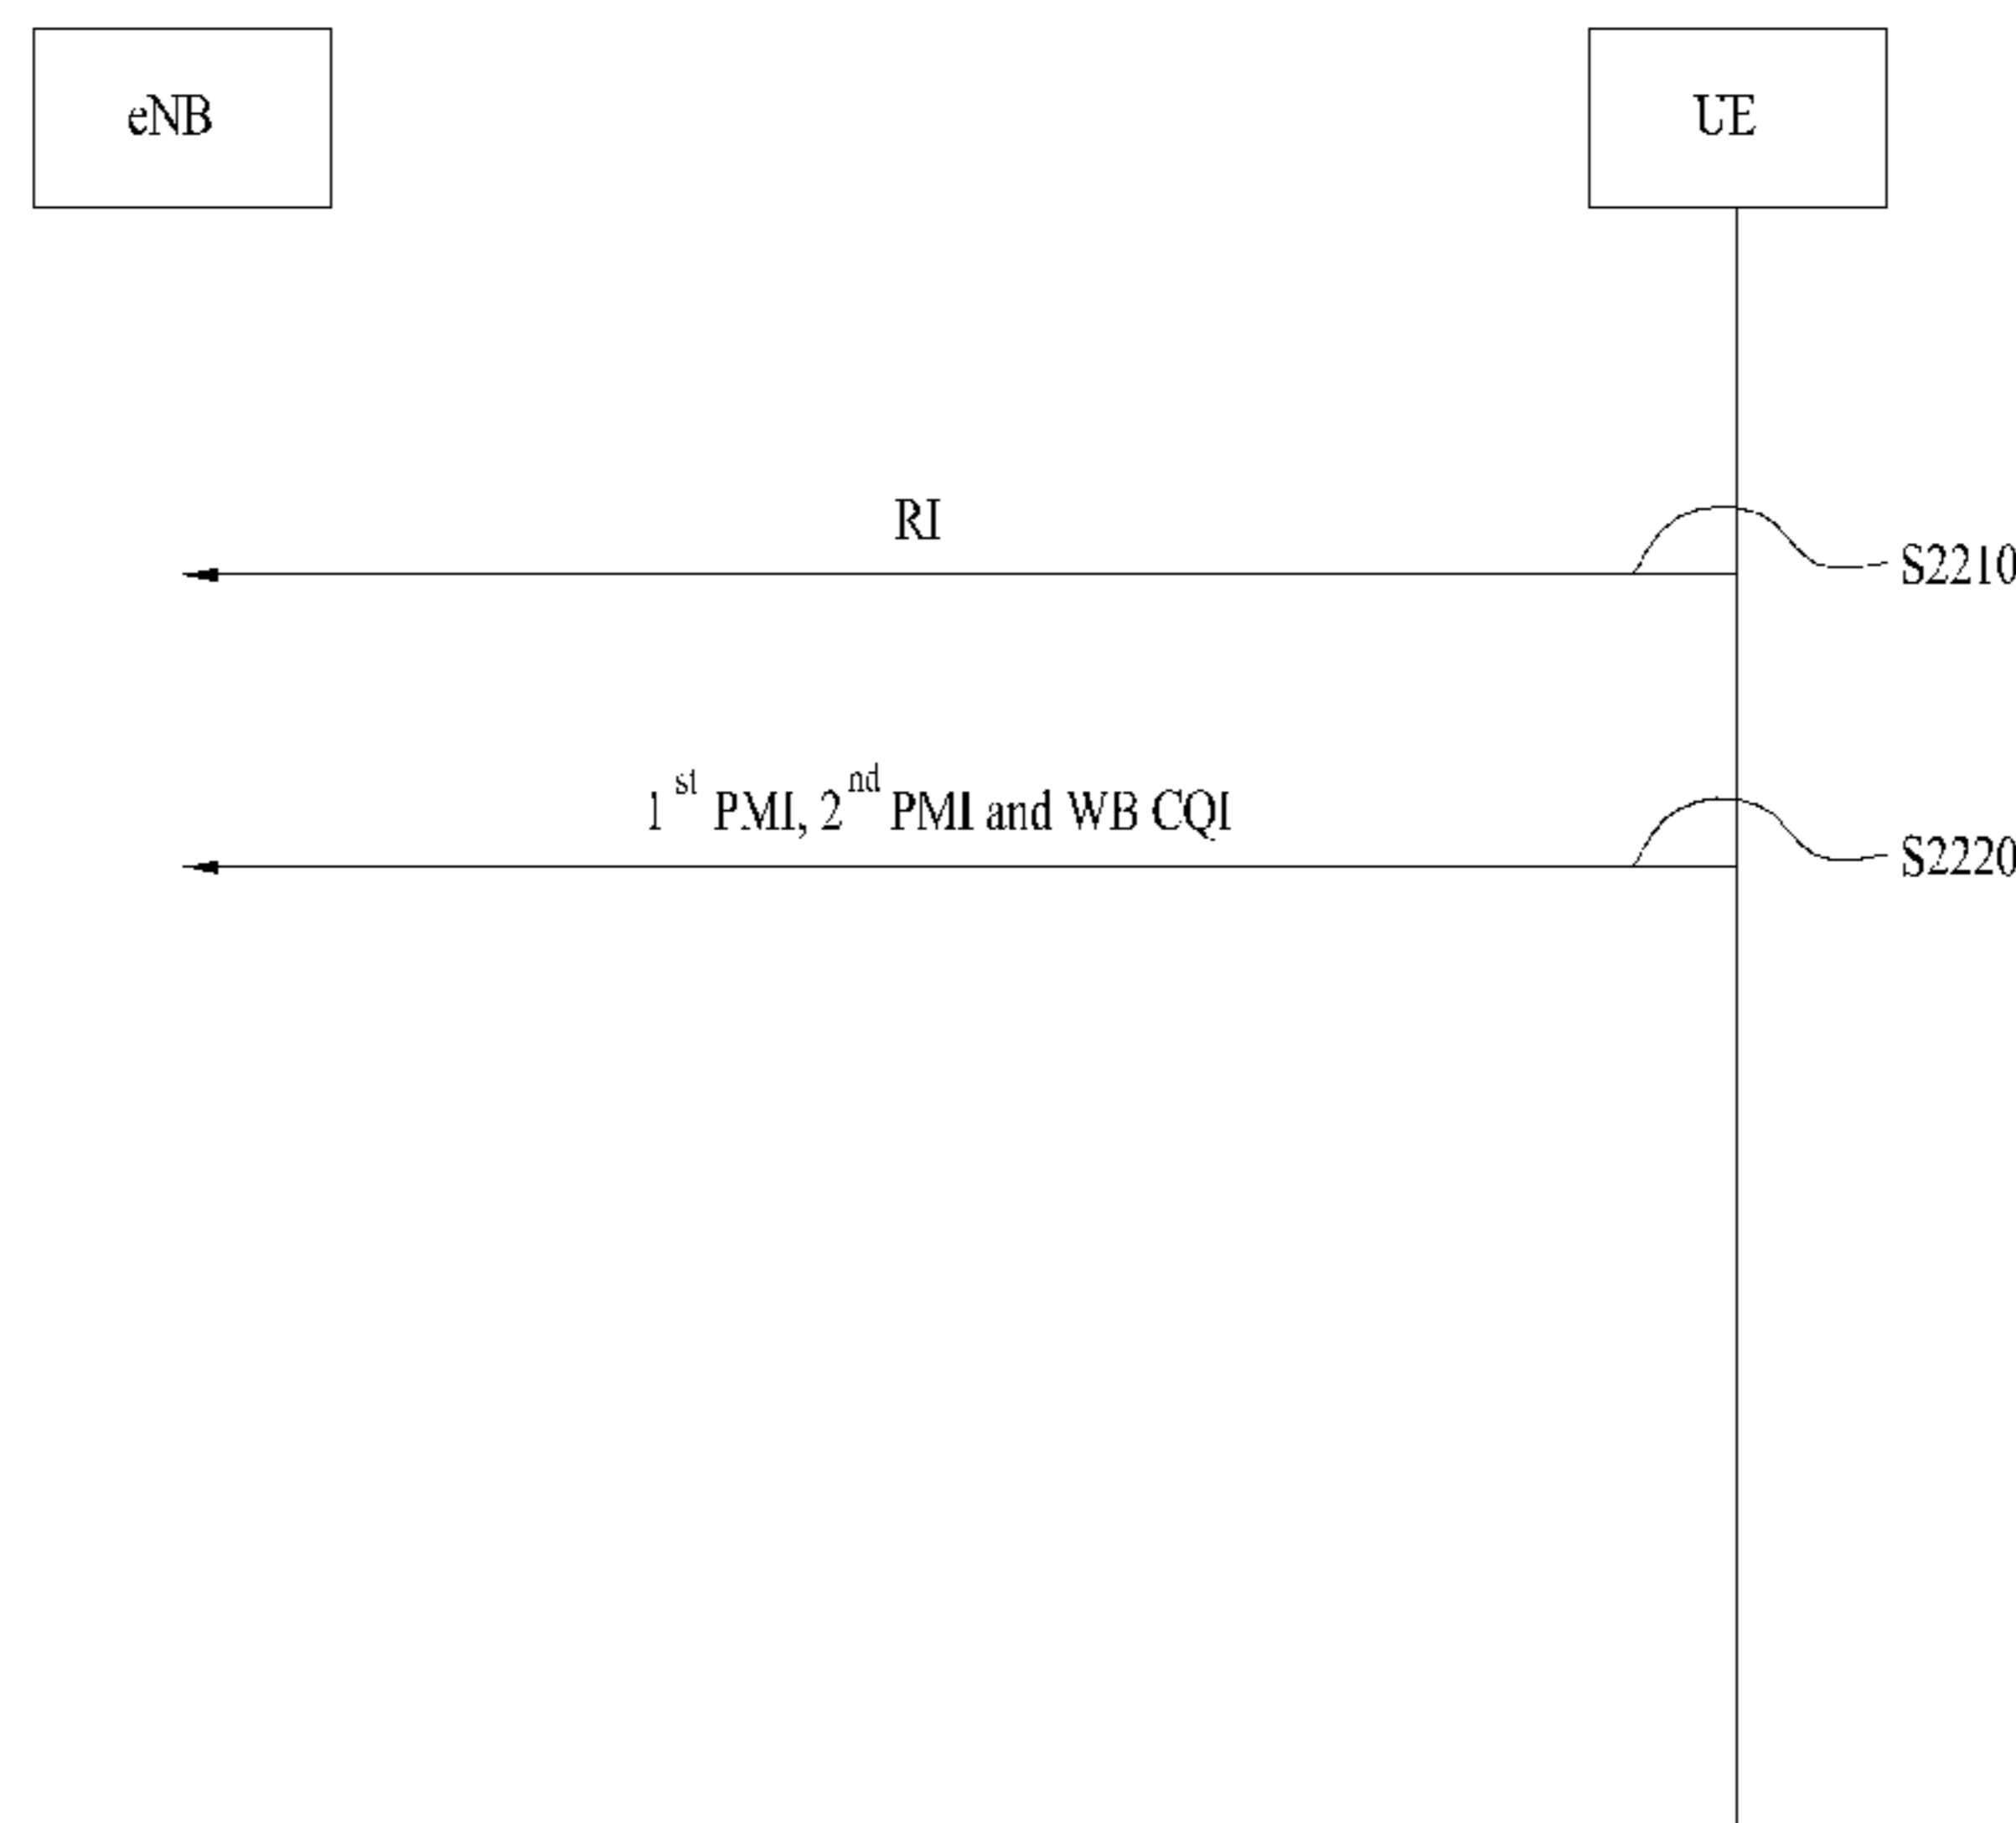 eNB
UE
RI
S2210
1st PMI, 2nd PMI and WB CQI
S2220